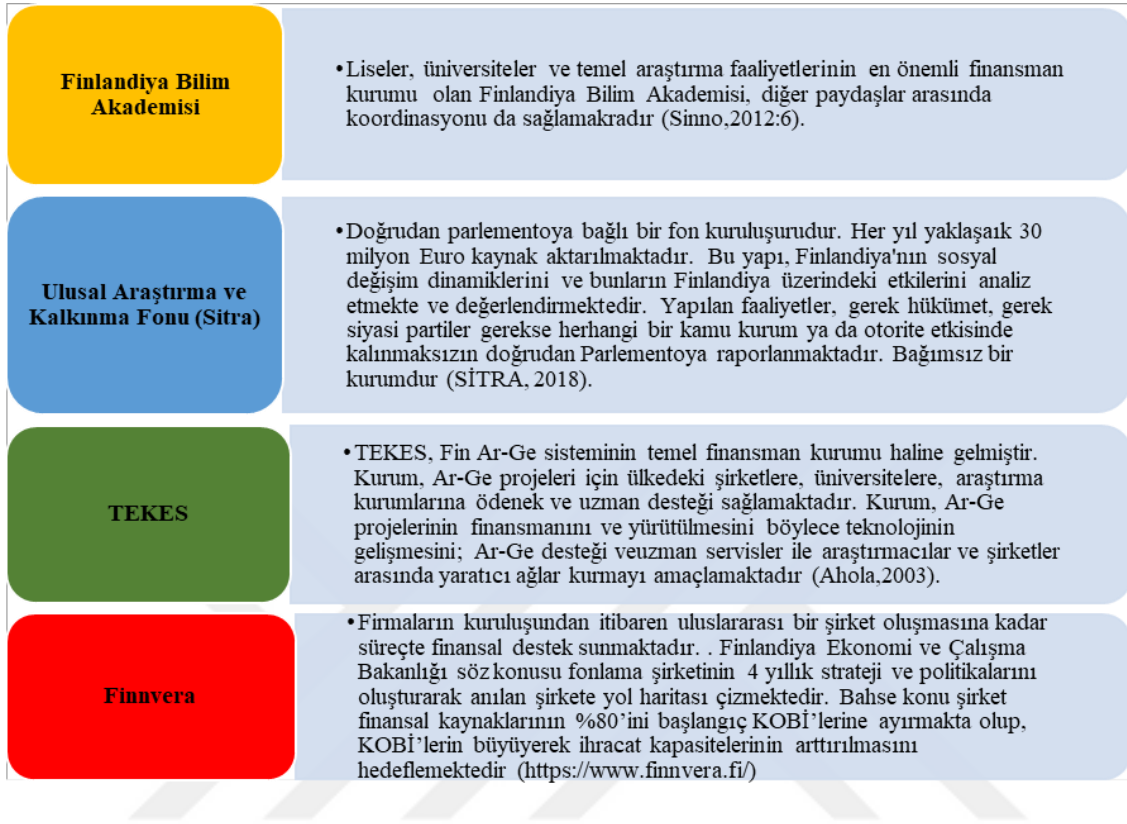 Finlandiya Bilim
Akademisi
•Liseler, üniversiteler ve temel araştırma faaliyetlerinin en önemli finansman
kurumu olan Finlandiya Bilim Akademisi, diğer paydaşlar arasında
koordinasyonu da sağlamakradır (Sinno,2012:6).
Ulusal Araştırma ve
Kalkınma Fonu (Sitra)
•Doğrudan parlementoya bağlı bir fon kuruluşurudur. Her yıl yaklaşaık 30
milyon Euro kaynak aktarılmaktadır. Bu yapı, Finlandiya'nın sosyal
değişim dinamiklerini ve bunların Finlandiya üzerindeki etkilerini analiz
etmekte ve değerlendirmektedir. Yapılan faaliyetler, gerek hükümet, gerek
siyasi partiler gerekse herhangi bir kamu kurum ya da otorite etkisinde
kalınmaksızın doğrudan Parlementoya raporlanmaktadır. Bağımsız bir
kurumdur (SİTRA, 2018).
TEKES
•TEKES, Fin Ar-Ge sisteminin temel finansman kurumu haline gelmiştir.
Kurum, Ar-Ge projeleri için ülkedeki şirketlere, üniversitelere, araştırma
kurumlarına ödenek ve uzman desteği sağlamaktadır. Kurum, Ar-Ge
projelerinin finansmanını ve yürütülmesini böylece teknolojinin
gelişmesini; Ar-Ge desteği veuzman servisler ile araştırmacılar ve şirketler
arasında yaratıcı ağlar kurmayı amaçlamaktadır (Ahola,2003).
Finnvera
•Firmaların kuruluşundan itibaren uluslararası bir şirket oluşmasına kadar
süreçte finansal destek sunmaktadır. . Finlandiya Ekonomi ve Çalışma
Bakanlığı söz konusu fonlama şirketinin 4 yıllık strateji ve politikalarını
oluşturarak anılan şirkete yol haritası çizmektedir. Bahse konu şirket
finansal kaynaklarının %80’ini başlangıç KOBİ’lerine ayırmakta olup,
KOBİ’lerin büyüyerek ihracat kapasitelerinin arttırılmasını
hedeflemektedir (https://www.finnvera.fi/)